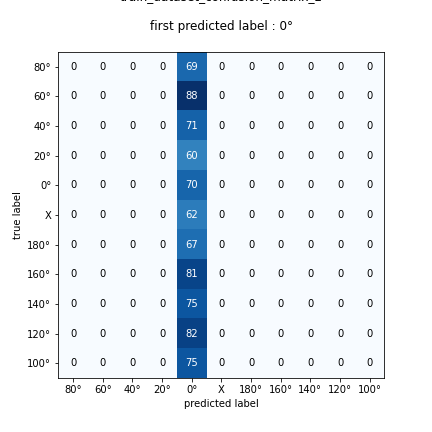 first predicted label : 0°
80° 0 0 0 0 69 0 0 0 0 0 0
60° 0 0 0 0 88 0 0 0 0 0 0
40° 0 0 0 0 71 0 0 0 0 0 0
20° 0 0 0 0 60 0 0 0 0 0 0
0° 0 0 0 0 70 0 0 0 0 0 0
X 0 0 0 0 62 0 0 0 0 0 0
180° 0 0 0 0 67 0 0 0 0 0 0
160° 0 0 0 0 81 0 0 0 0 0 0
140° 0 0 0 0 75 0 0 0 0 0 0
120° 0 0 0 0 82 0 0 0 0 0 0
100° 0 0 0 0 75 0 0 0 0 0 0
true label
80° 60° 40° 20° 0° X 180° 160° 140° 120° 100°
predicted label